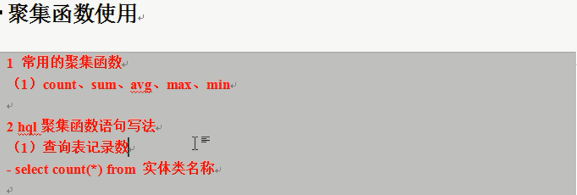 聚集函数使用
1 常用的聚集函数
（1）count、sum、avg、max、min
2 hql 聚集函数语句写法
（1）查询表记录数
- select count(*) from 实体类名称